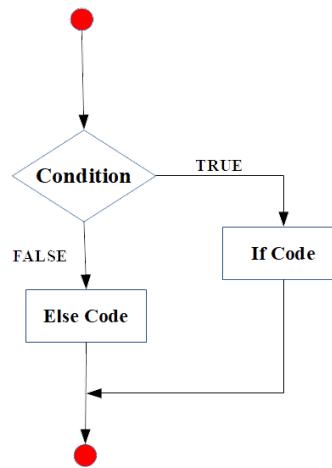 Condition
TRUE
If Code
FALSE
Else Code